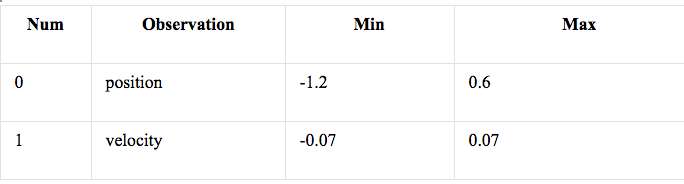 Num Observation Min Max
0 position -1.2 0.6
1 velocity -0.07 0.07